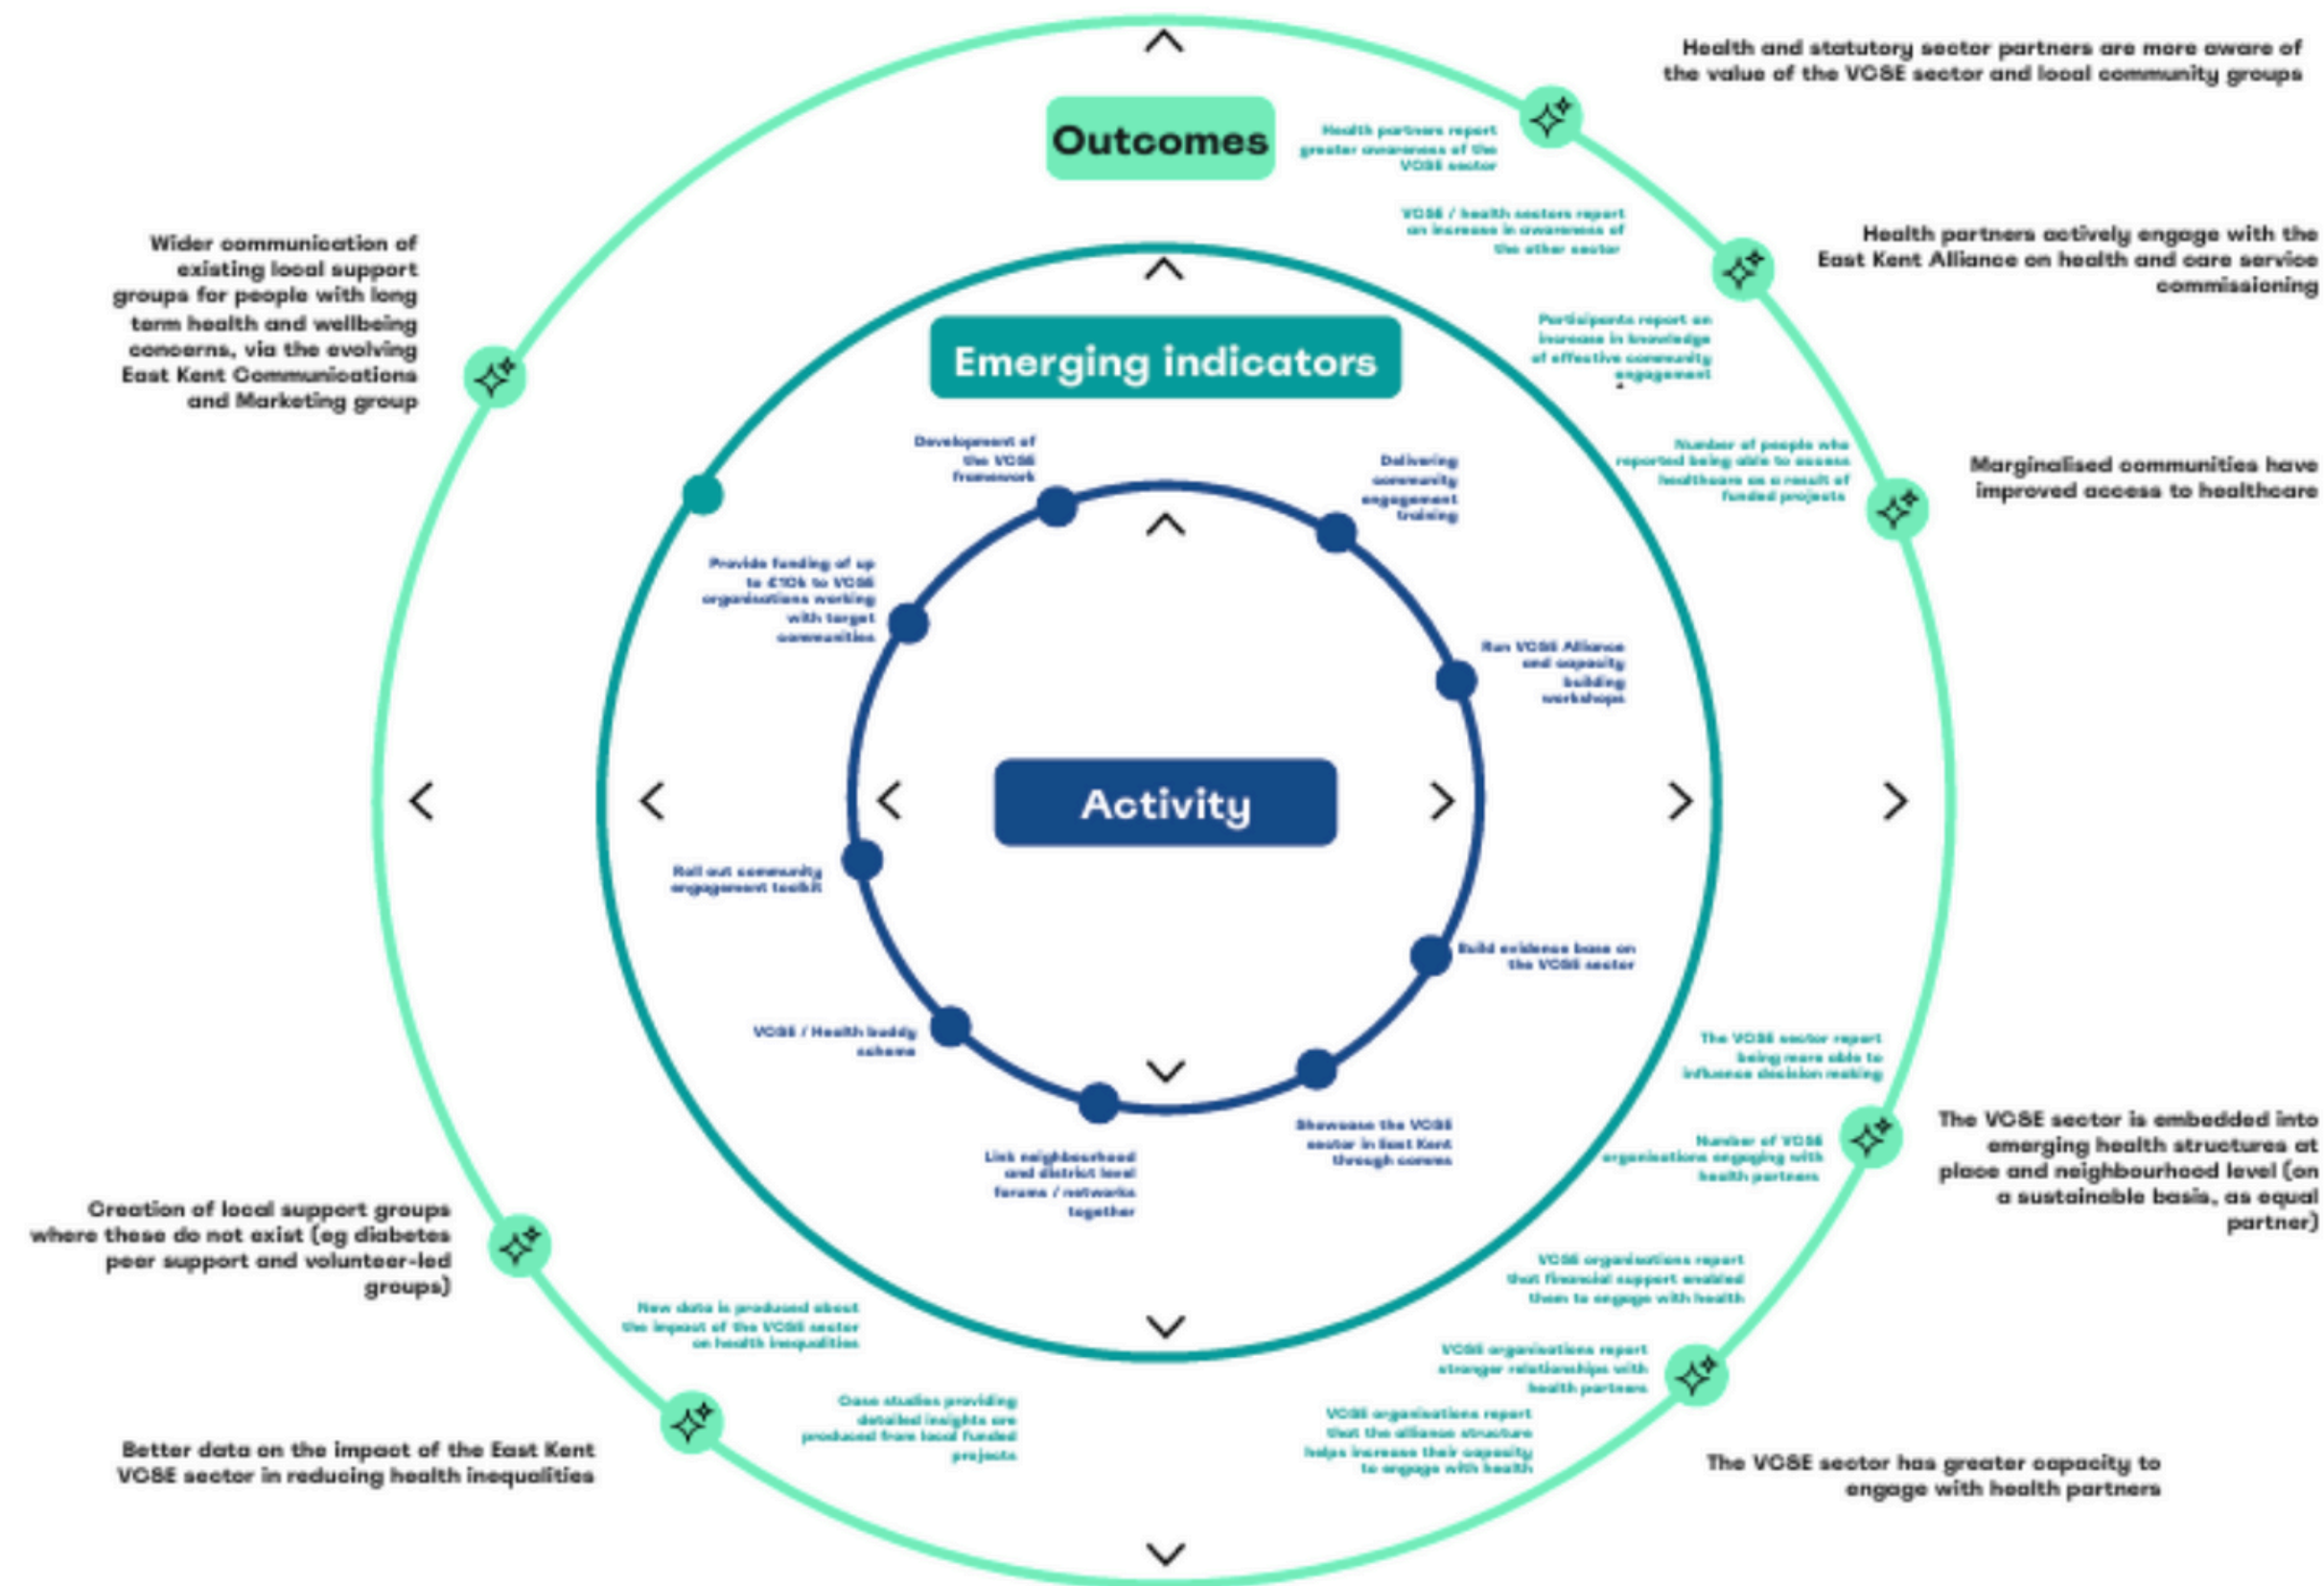 Health and statutory sector partners are more aware of
the value of the VCSE sector and local community groups
Outcomes
Health partners report
greater awareness of the
VCSE sector
VCSE / health sectors report
an increase in awareness of
the other sector
Health partners actively engage with the
East Kent Alliance on health and care service
commissioning
Wider communication of
existing local support
groups for people with long
term health and wellbeing
concerns, via the evolving
East Kent Communications
and Marketing group
Emerging indicators
Participants report an
increase in knowledge
of effective community
engagement
Number of people who
reported being able to access
healthcare as a result of
funded projects
Marginalised communities have
improved access to healthcare
Development of
the VCSE
framework
Delivering
community
engagement
training
Provide funding of up
to £10k to VCSE
organisations working
with target
communities
Run VCSE Alliance
and capacity
building
workshops
Activity
Roll out community
engagement toolkit
Build evidence base on
the VCSE sector
VCSE / Health buddy
scheme
Showcase the VCSE
sector in East Kent
through comms
Link neighbourhood
and district level
forums / networks
together
The VCSE sector report
being more able to
influence decision making
Number of VCSE
organisations engaging with
health partners
The VCSE sector is embedded into
emerging health structures at
place and neighbourhood level (on
a sustainable basis, as equal
partner)
Creation of local support groups
where these do not exist (eg diabetes
peer support and volunteer-led
groups)
VCSE organisations report
that financial support enabled
them to engage with health
New data is produced about
the impact of the VCSE sector
on health inequalities
VCSE organisations report
stronger relationships with
health partners
Case studies providing
detailed insights are
produced from local funded
projects
VCSE organisations report
that the alliance structure
helps increase their capacity
to engage with health
Better data on the impact of the East Kent
VCSE sector in reducing health inequalities
The VCSE sector has greater capacity to
engage with health partners